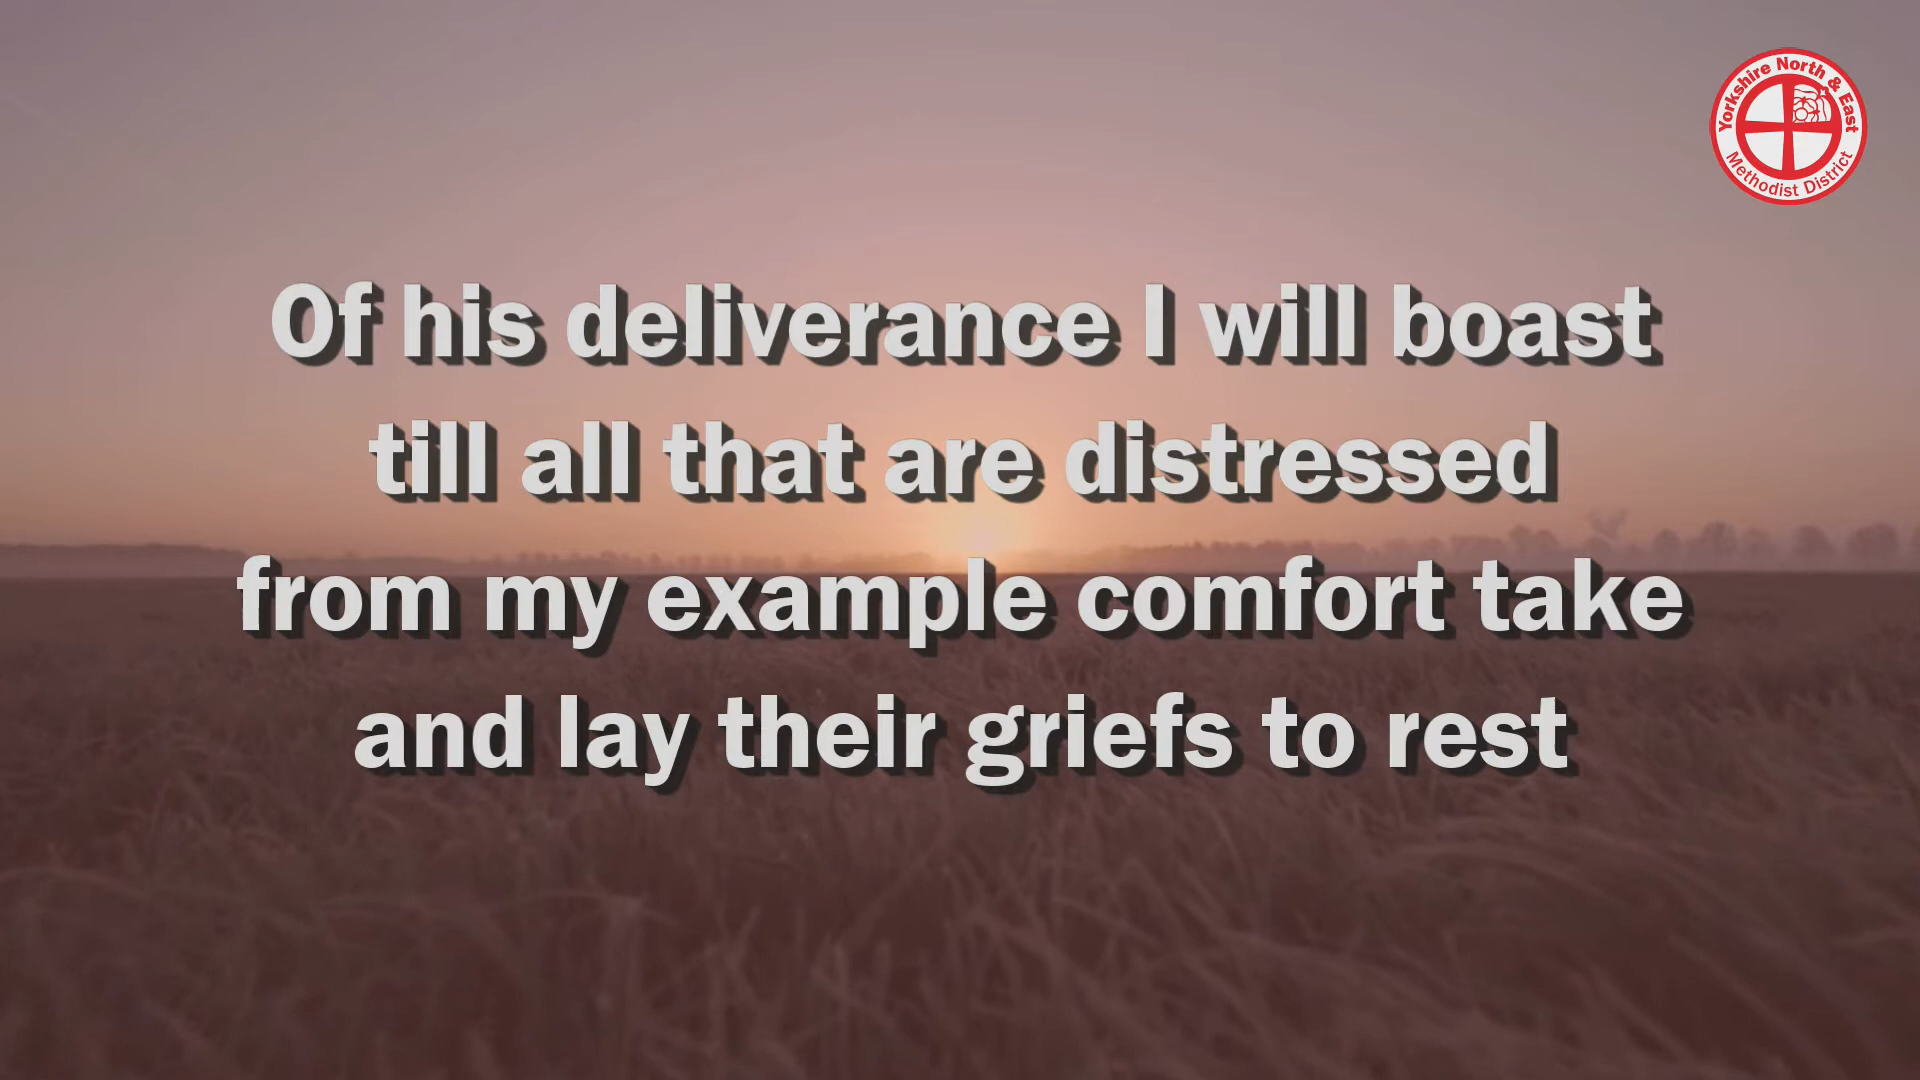 Yorkshire North & East
Methodist District
Of his deliverance I will boast
till all that are distressed
from my example comfort take
and lay their griefs to rest